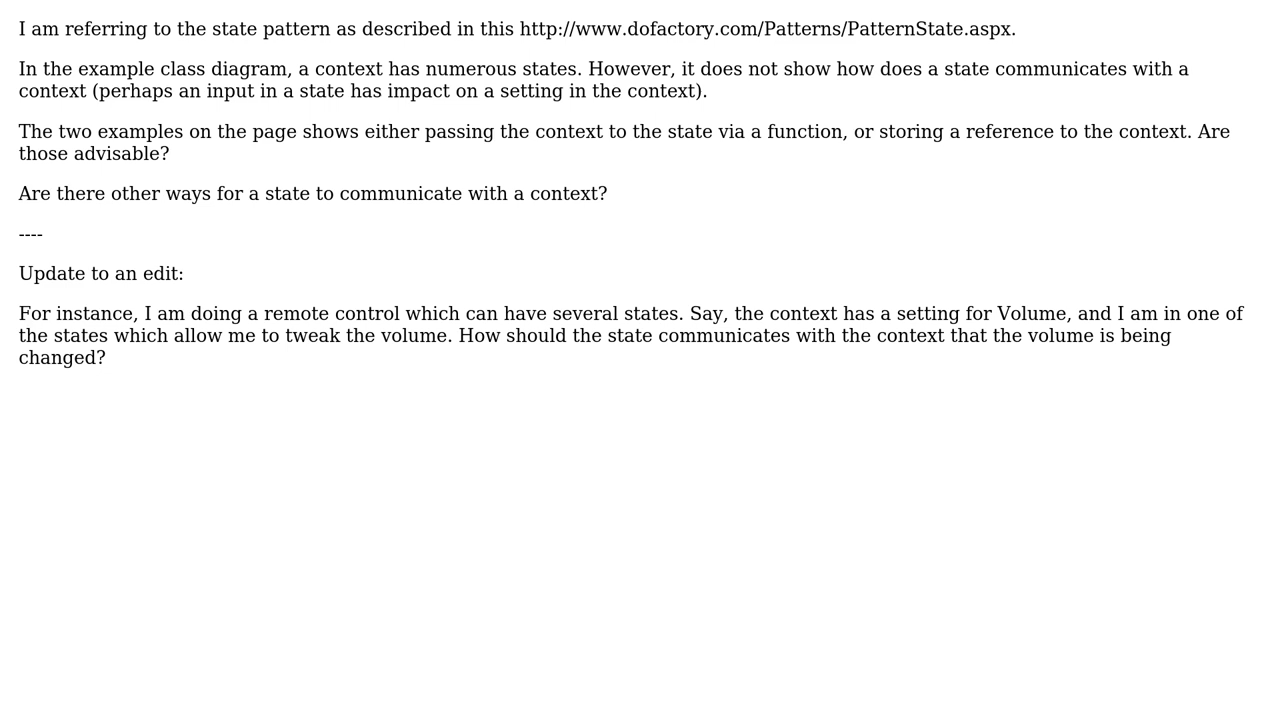 I am referring to the state pattern as described in this http://www.dofactory.com/Patterns/PatternState.aspx.
In the example class diagram, a context has numerous states. However, it does not show how does a state communicates with a
context (perhaps an input in a state has impact on a setting in the context).
The two examples on the page shows either passing the context to the state via a function, or storing a reference to the context. Are
those advisable?
Are there other ways for a state to communicate with a context?
----
Update to an edit:
For instance, I am doing a remote control which can have several states. Say, the context has a setting for Volume, and I am in one of
the states which allow me to tweak the volume. How should the state communicates with the context that the volume is being
changed?